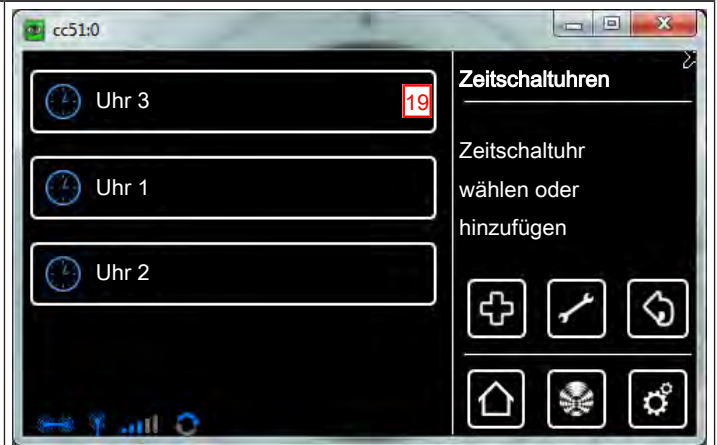 cc51:0
Uhr 3
19
Uhr 1
Uhr 2
Zeitschaltuhren
Zeitschaltuhr
wählen oder
hinzufügen